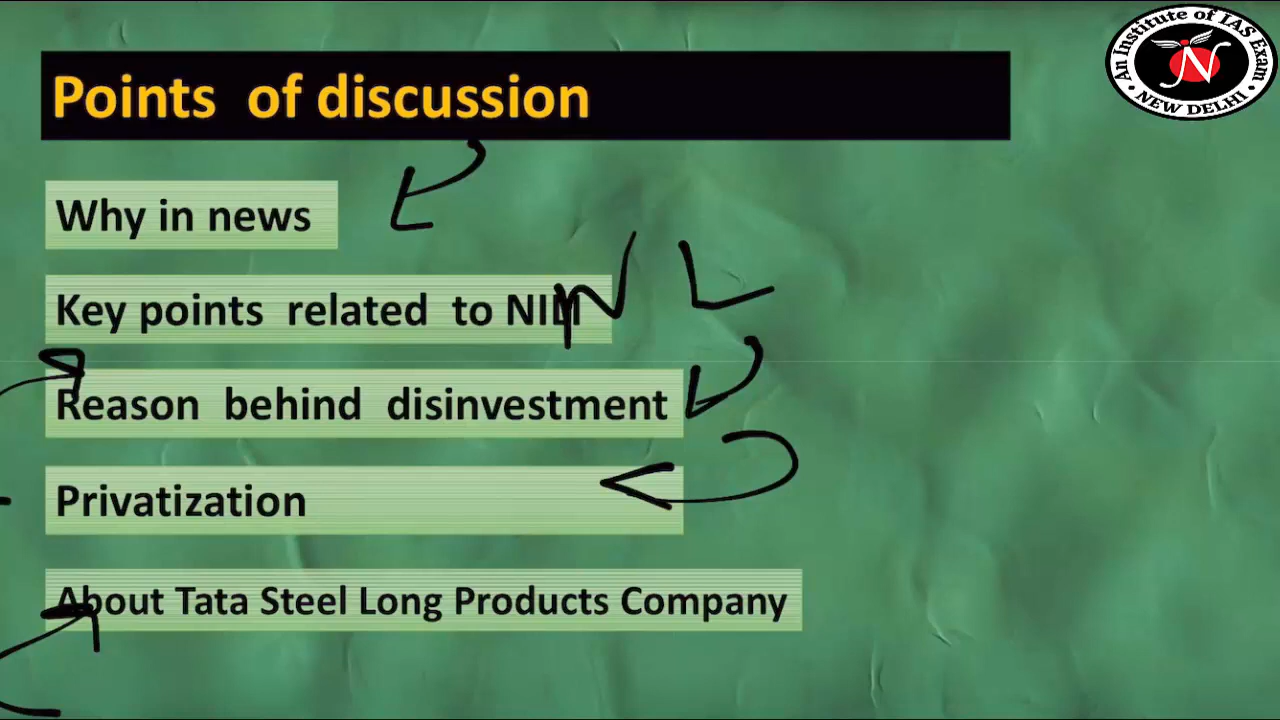 An Institute of IAS Exam
N
• NEW DELHI •
Points of discussion
Why in news
N L
Key points related to
Reason behind disinvestment
Privatization
About Tata Steel Long Products Company